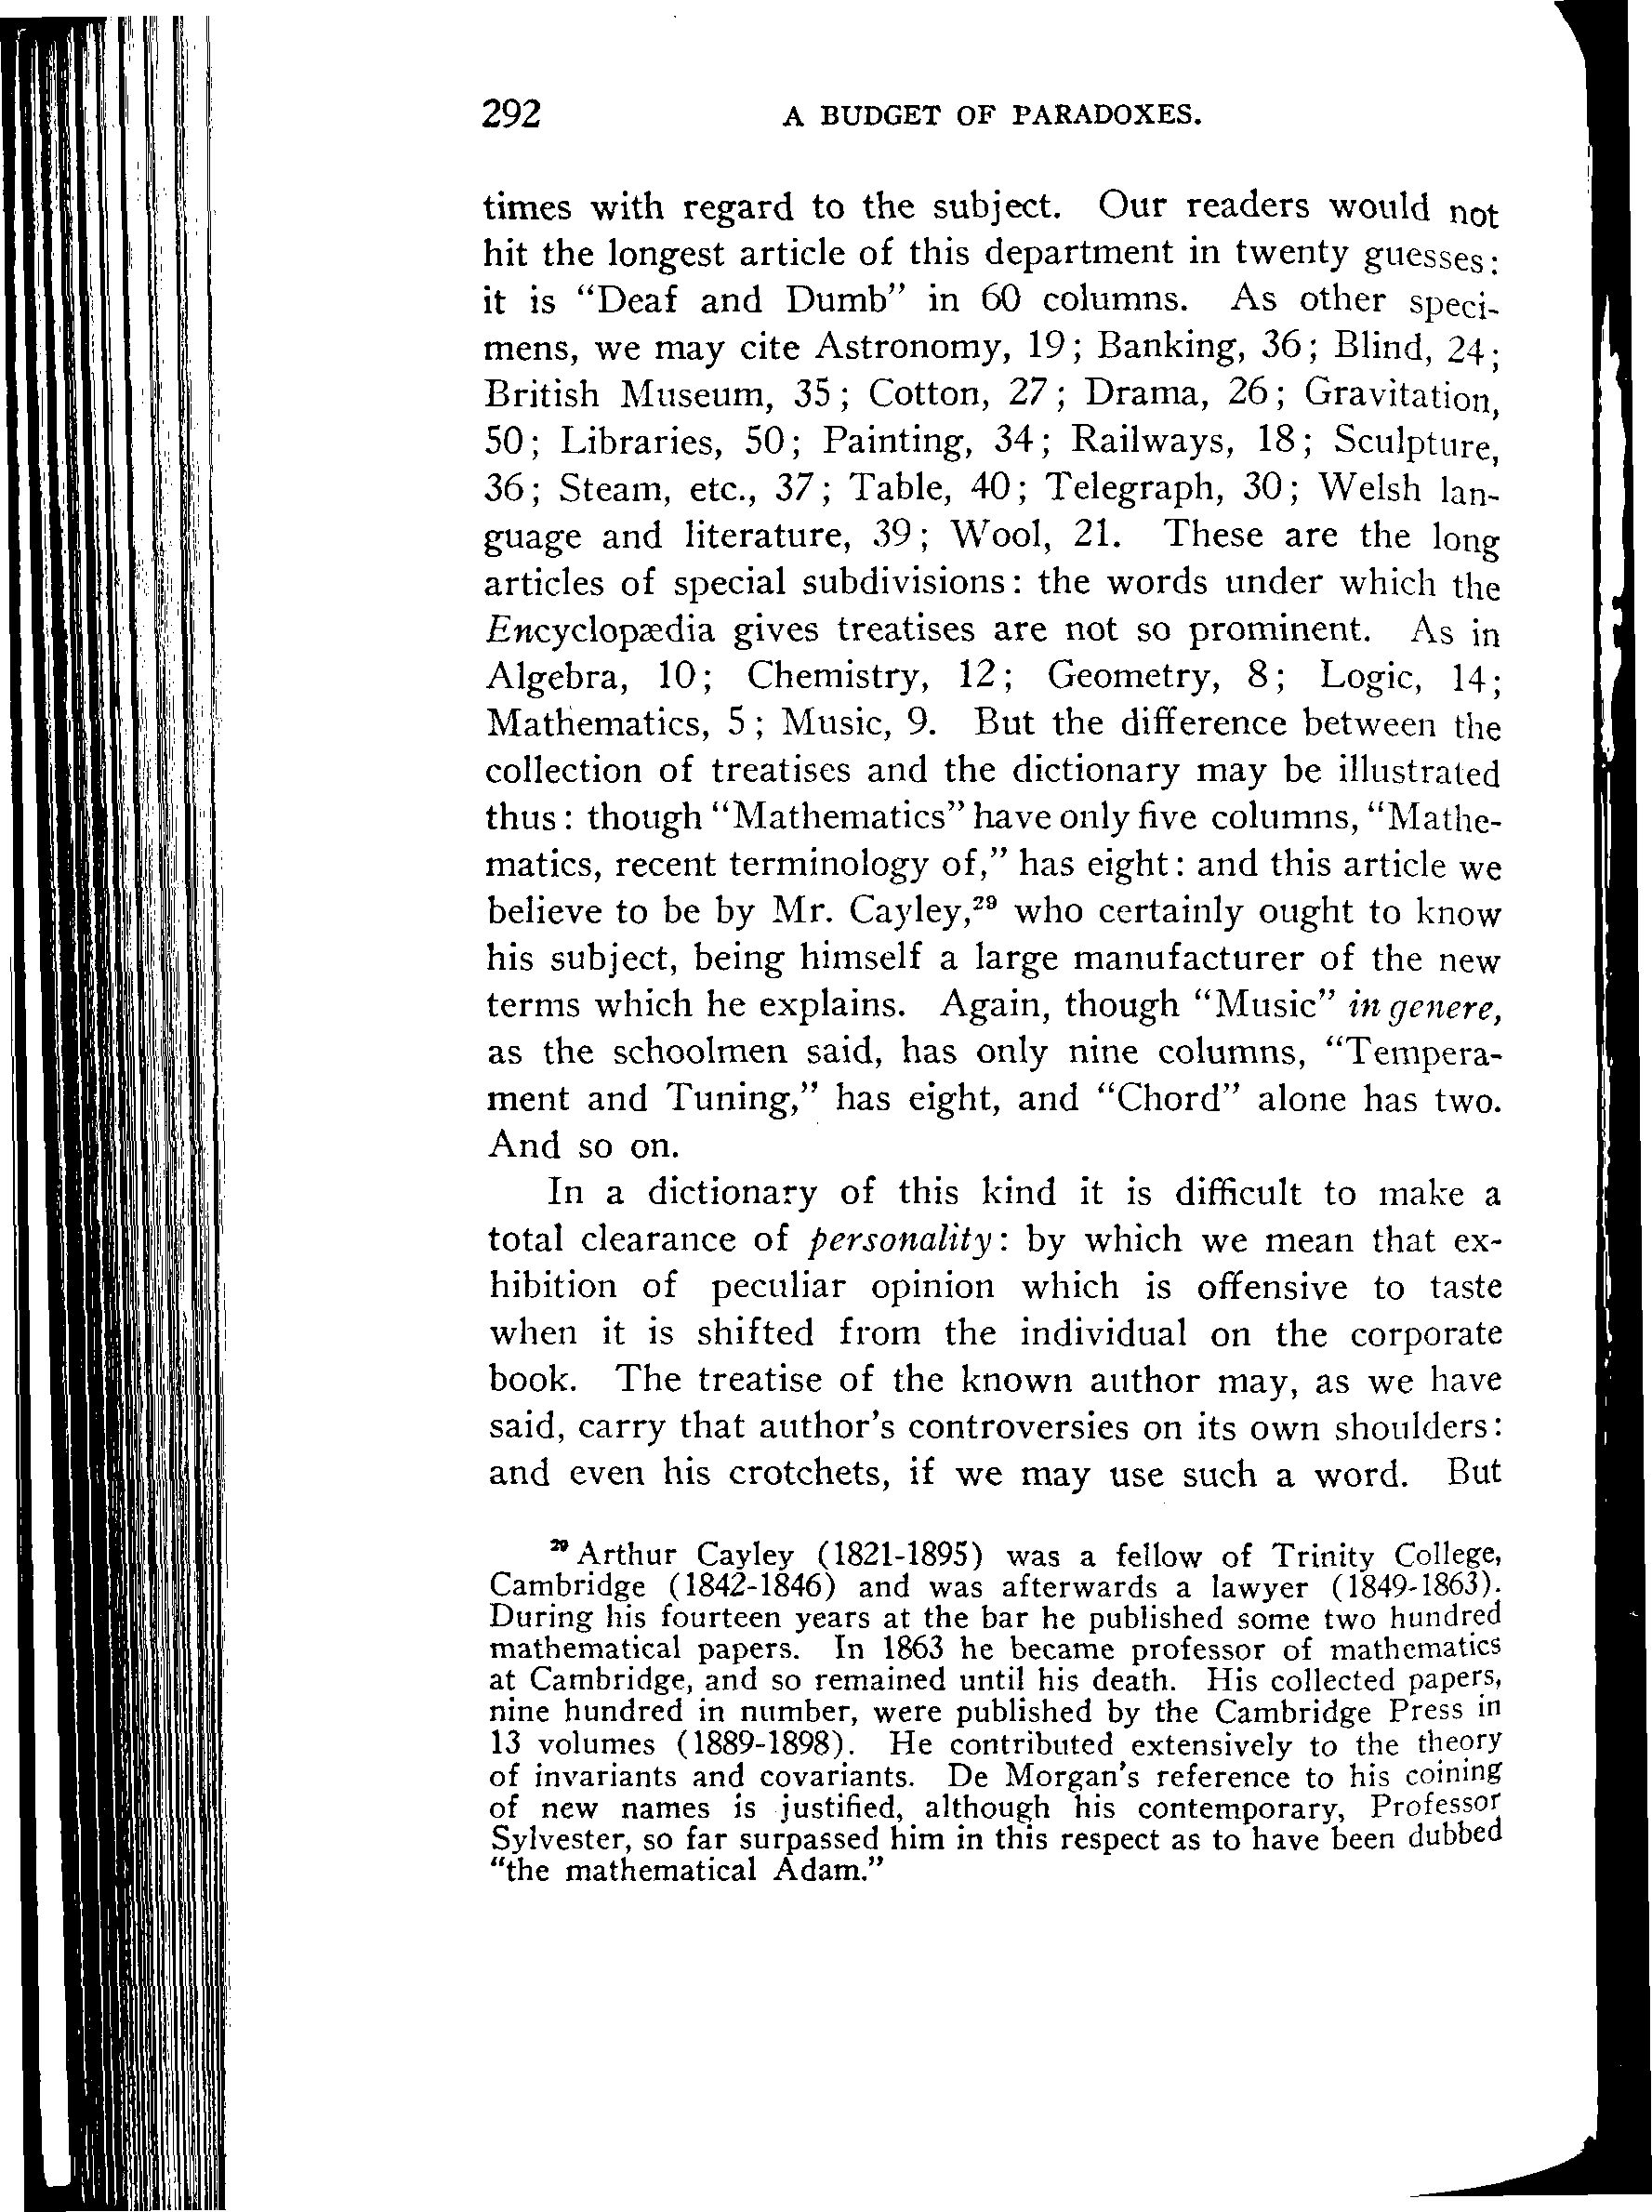 292 A BUDGET OF PARADOXES.
times with regard to the subject. Our readers would not
hit the longest article of this department in twenty guesses:
it is “Deaf and Dumb” in 60 columns. As other speci-
mens, we may cite Astronomy, 19; Banking, 36; Blind, 24;
British Museum, 35; Cotton, 27; Drama, 26; Gravitation,
50; Libraries, 50; Painting, 34; Railways, 18; Sculpture,
36; Steam, etc., 37; Table, 40; Telegraph, 30; Welsh lan-
guage and literature, 39; Wool, 21. These are the long
articles of special subdivisions: the words under which the
Encyclopædia gives treatises are not so prominent. As in
Algebra, 10; Chemistry, 12; Geometry, 8; Logic, 14;
Mathematics, 5; Music, 9. But the difference between the
collection of treatises and the dictionary may be illustrated
thus: though “Mathematics” have only five columns, “Mathe-
matics, recent terminology of,” has eight: and this article we
believe to be by Mr. Cayley,²⁹ who certainly ought to know
his subject, being himself a large manufacturer of the new
terms which he explains. Again, though “Music” in genere,
as the schoolmen said, has only nine columns, “Tempera-
ment and Tuning,” has eight, and “Chord” alone has two.
And so on.
In a dictionary of this kind it is difficult to make a
total clearance of personality: by which we mean that ex-
hibition of peculiar opinion which is offensive to taste
when it is shifted from the individual on the corporate
book. The treatise of the known author may, as we have
said, carry that author's controversies on its own shoulders:
and even his crotchets, if we may use such a word. But
²⁹ Arthur Cayley (1821-1895) was a fellow of Trinity College,
Cambridge (1842-1846) and was afterwards a lawyer (1849-1863).
During his fourteen years at the bar he published some two hundred
mathematical papers. In 1863 he became professor of mathematics
at Cambridge, and so remained until his death. His collected papers,
nine hundred in number, were published by the Cambridge Press in
13 volumes (1889-1898). He contributed extensively to the theory
of invariants and covariants. De Morgan's reference to his coining
of new names is justified, although his contemporary, Professor
Sylvester, so far surpassed him in this respect as to have been dubbed
“the mathematical Adam.”